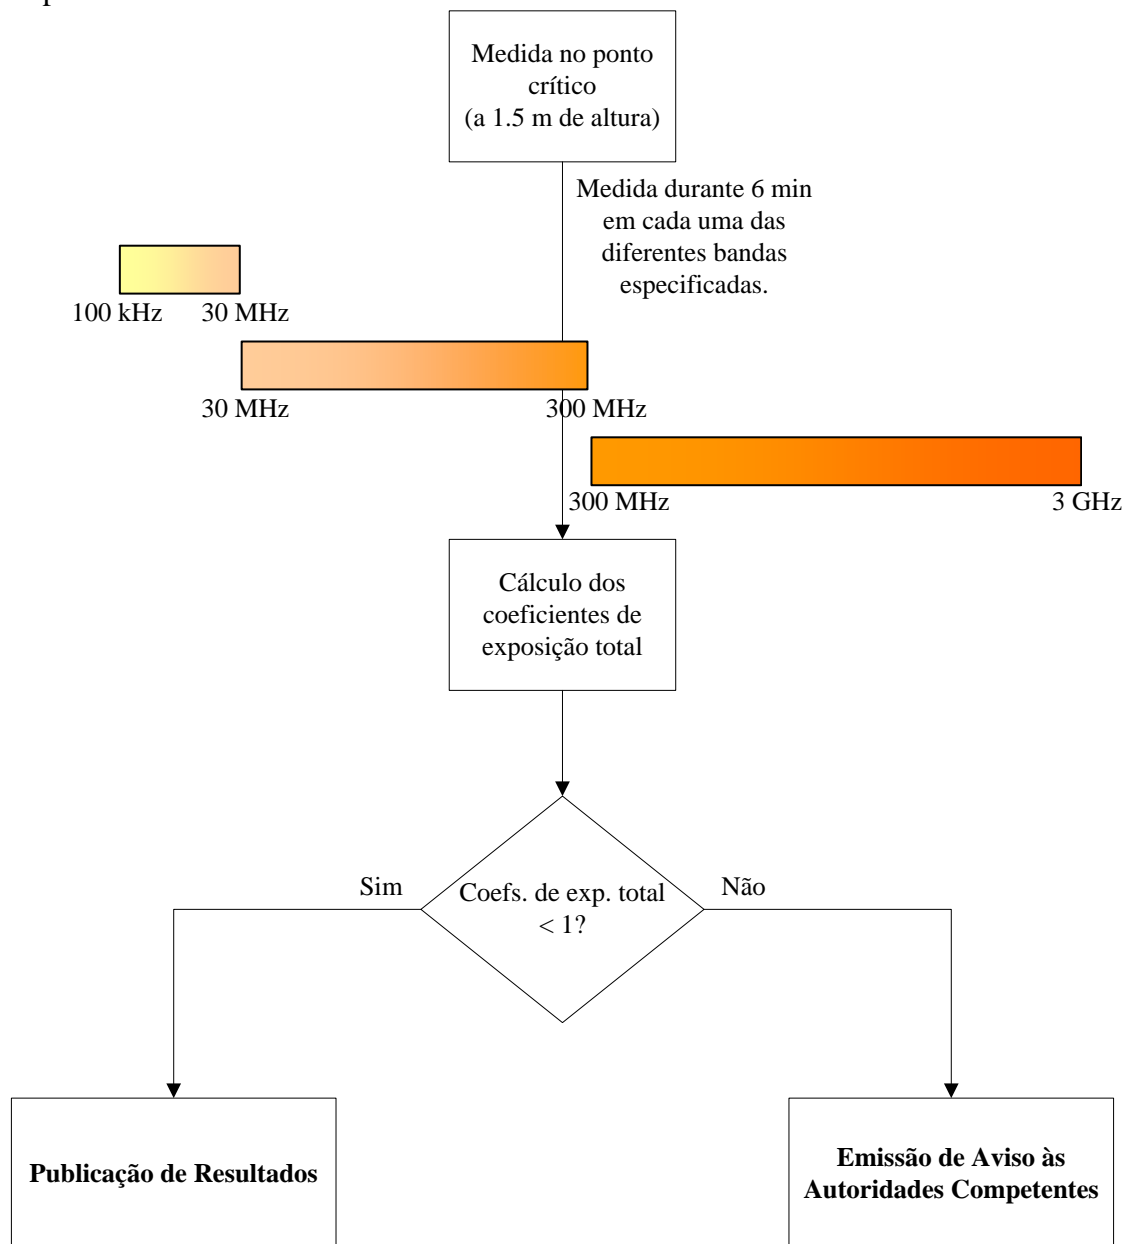 Medida no ponto
crítico
(a 1.5 m de altura)
Medida durante 6 min
em cada uma das
diferentes bandas
especificadas.
100 kHz 30 MHz
30 MHz 300 MHz
300 MHz 3 GHz
Cálculo dos
coeficientes de
exposição total
Sim
Coefs. de exp. total
< 1?
Não
Publicação de Resultados
Emissão de Aviso às
Autoridades Competentes